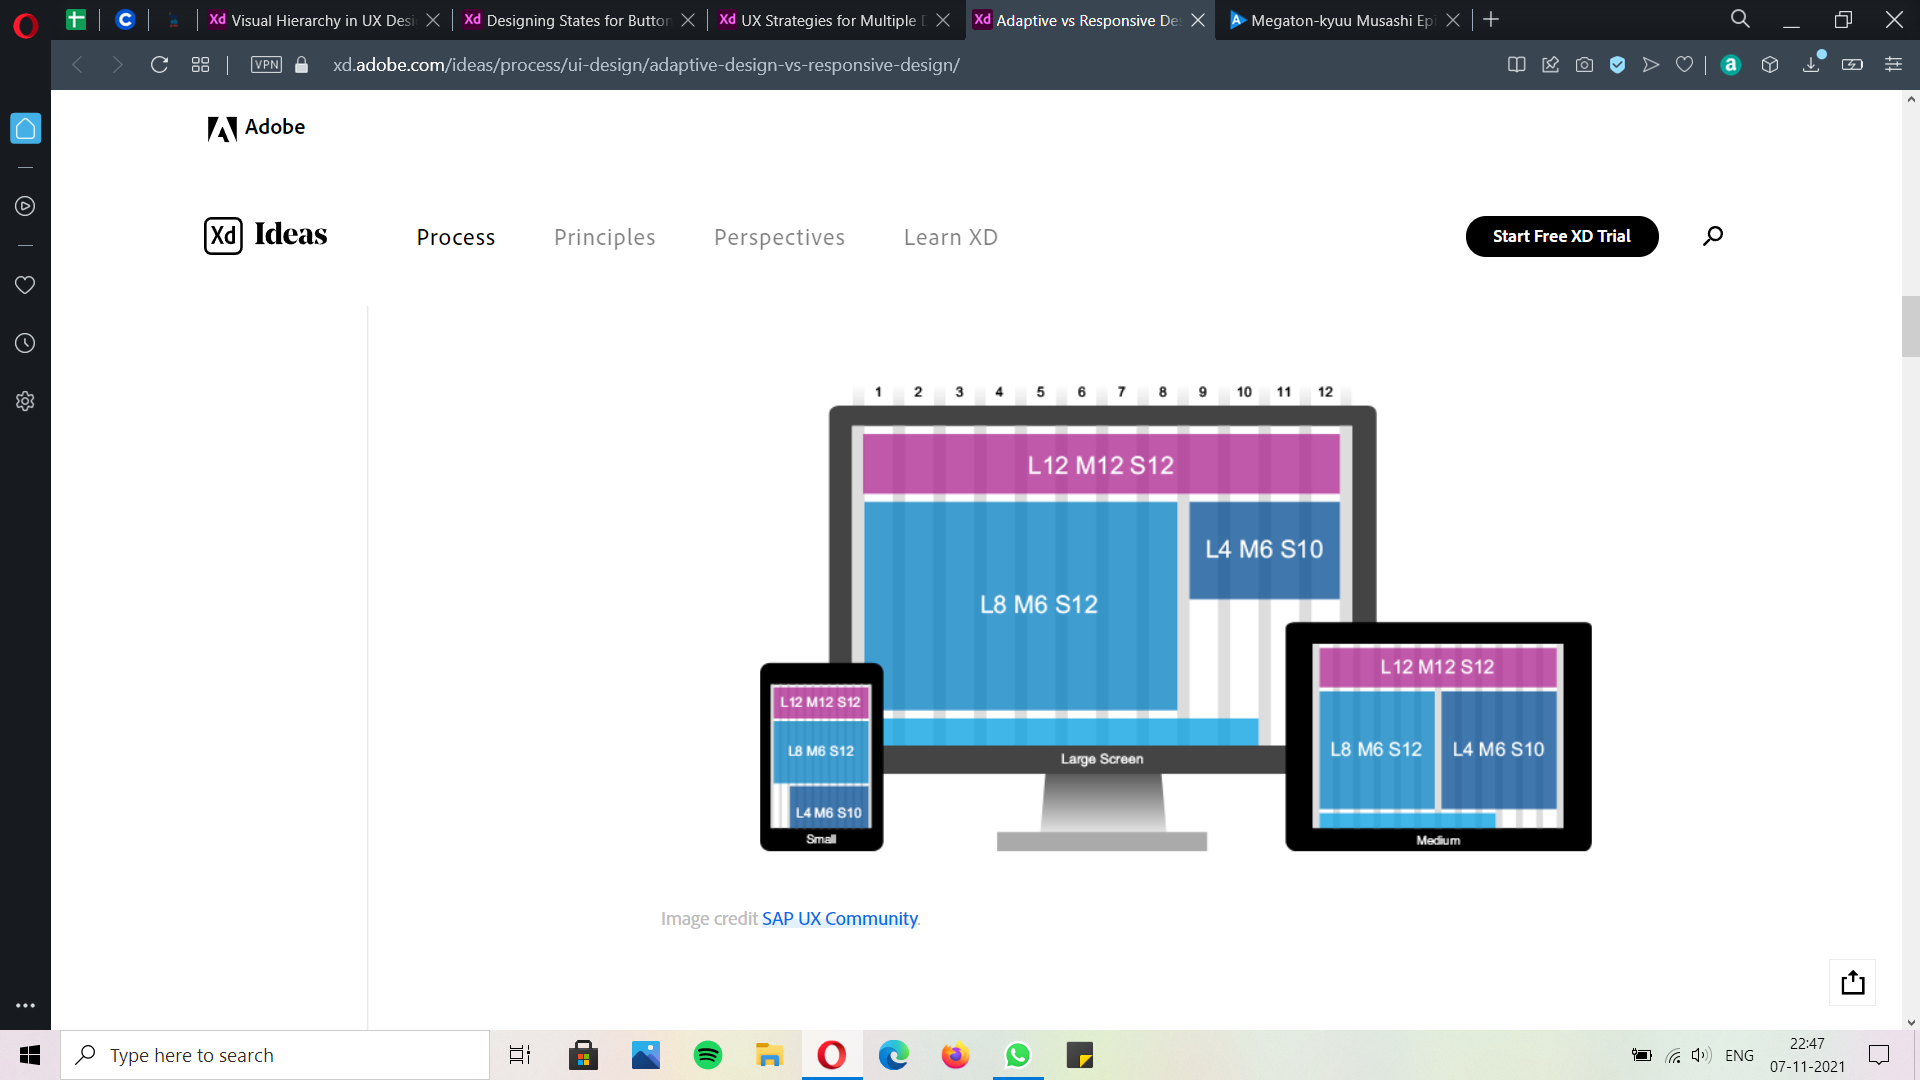 Xd Visual Hierarchy in UX Desi
Xd Designing States for Button
Xd UX Strategies for Multiple D
Xd Adaptive vs Responsive De
Megaton-kyuu Musashi Epi
VPN
xd.adobe.com/ideas/process/ui-design/adaptive-design-vs-responsive-design/
Adobe
Xd Ideas
Process
Principles
Perspectives
Learn XD
Start Free XD Trial
1 2 3 4 5 6 7 8 9 10 11 12
L12 M12 S12
L4 M6 S10
L8 M6 S12
Large Screen
L12 M12 S12
L8 M6 S12
L4 M6 S10
Small
L12 M12 S12
L8 M6 S12
L4 M6 S10
Medium
Image credit SAP UX Community.
Type here to search
ENG
22:47
07-11-2021